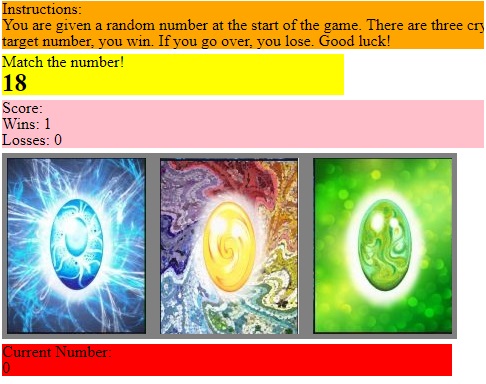 Instructions:
You are given a random number at the start of the game. There are three
target number, you win. If you go over, you lose. Good luck!
Match the number!
18
Score:
Wins: 1
Losses: 0
Current Number:
0